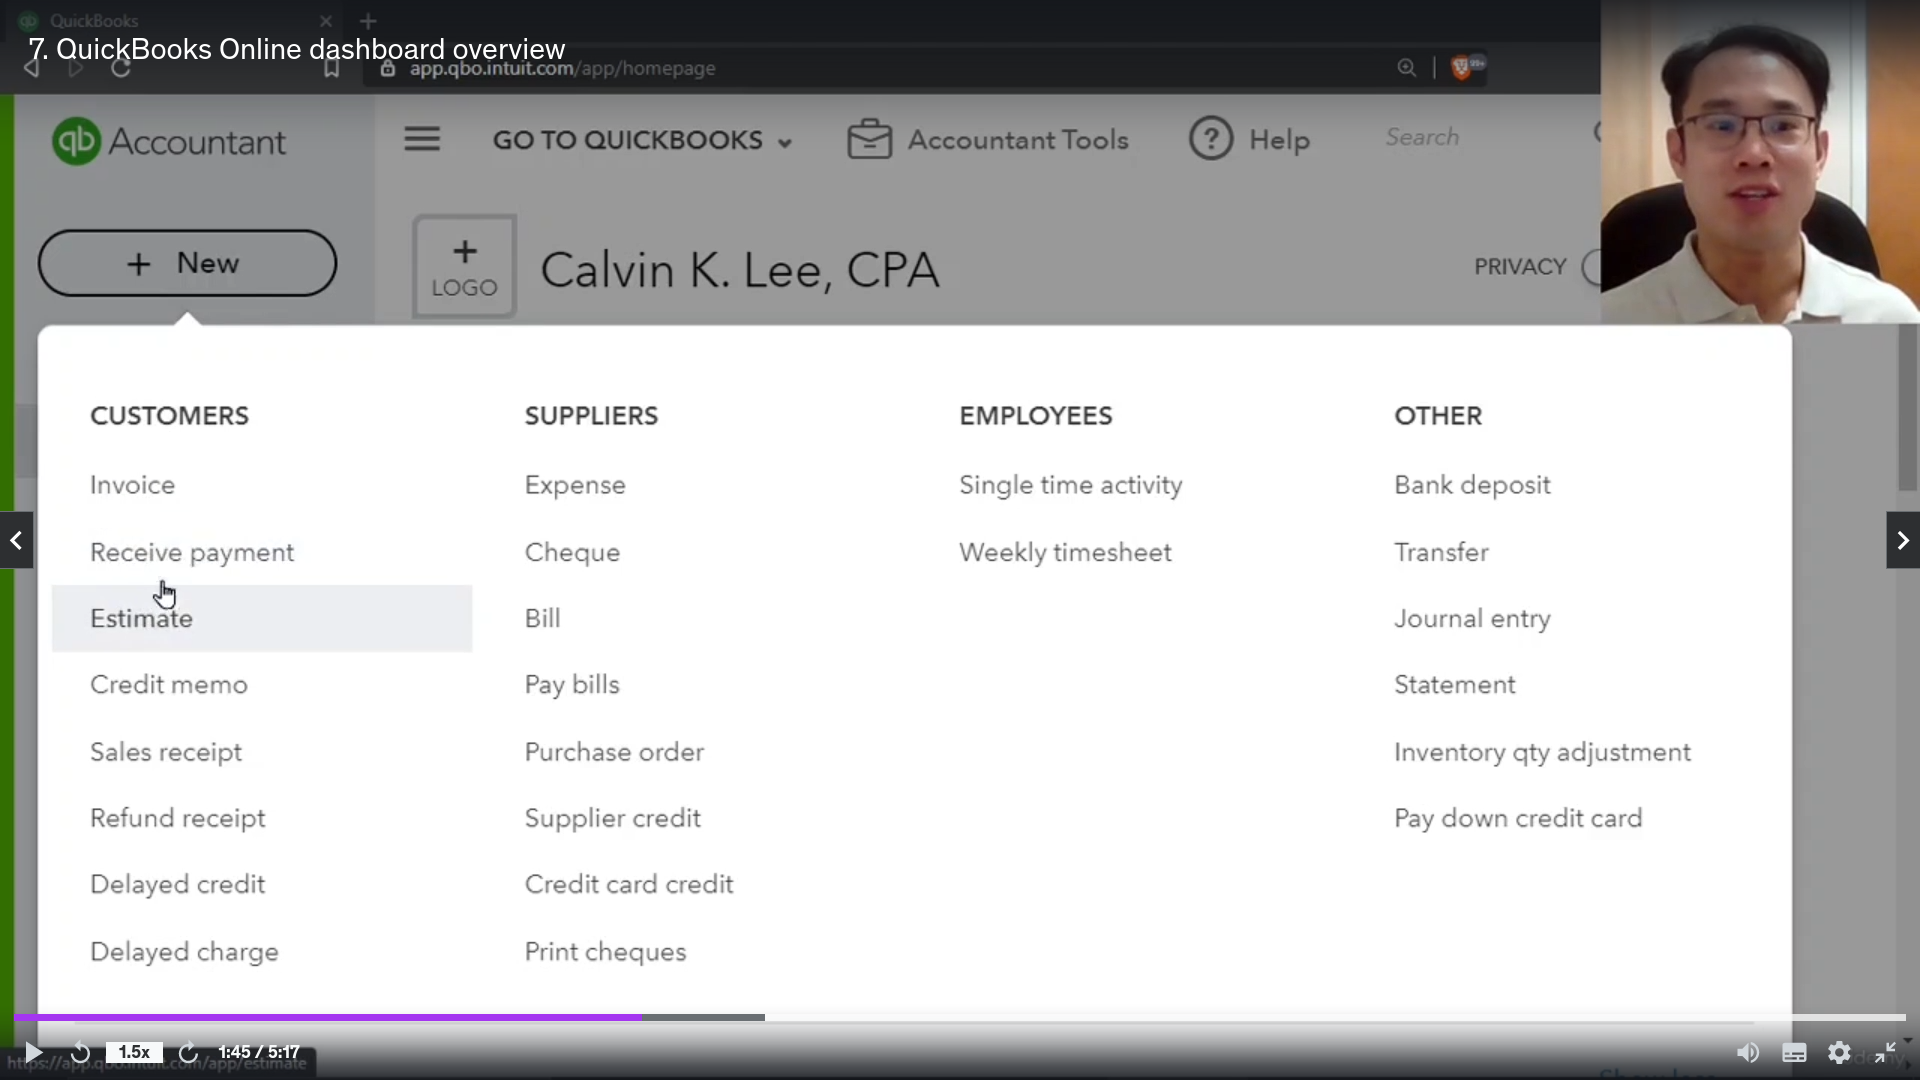 QuickBooks
7. QuickBooks Online dashboard overview
app.qbo.intuit.com/app/homepage
99+
qb Accountant
GO TO QUICKBOOKS
Accountant Tools
? Help
Search
+ New
+
LOGO
Calvin K. Lee, CPA
PRIVACY
CUSTOMERS
Invoice
Receive payment
Estimate
Credit memo
Sales receipt
Refund receipt
Delayed credit
Delayed charge
SUPPLIERS
Expense
Cheque
Bill
Pay bills
Purchase order
Supplier credit
Credit card credit
Print cheques
EMPLOYEES
Single time activity
Weekly timesheet
OTHER
Bank deposit
Transfer
Journal entry
Statement
Inventory qty adjustment
Pay down credit card
Show less
1.5x
1:45 / 5:17
https://app.qbo.intuit.com/app/estimate